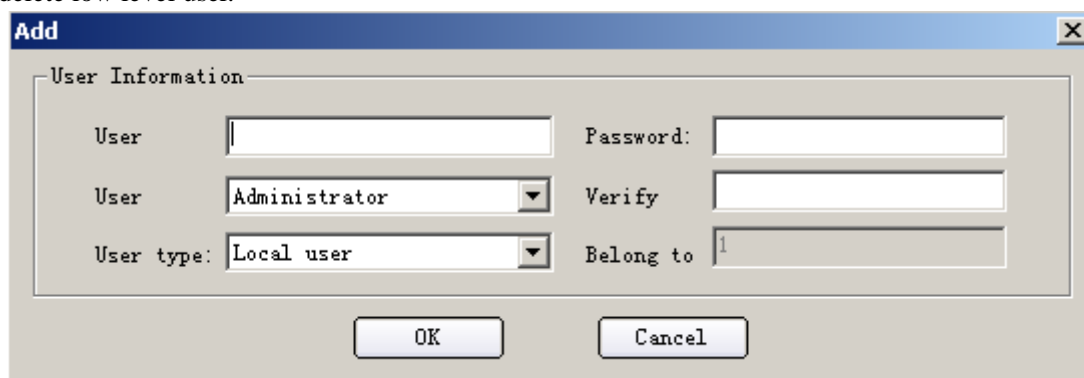 delete low level user.
Add
User Information
User
Password:
User
Administrator
Verify
User type:
Local user
Belong to
1
OK
Cancel